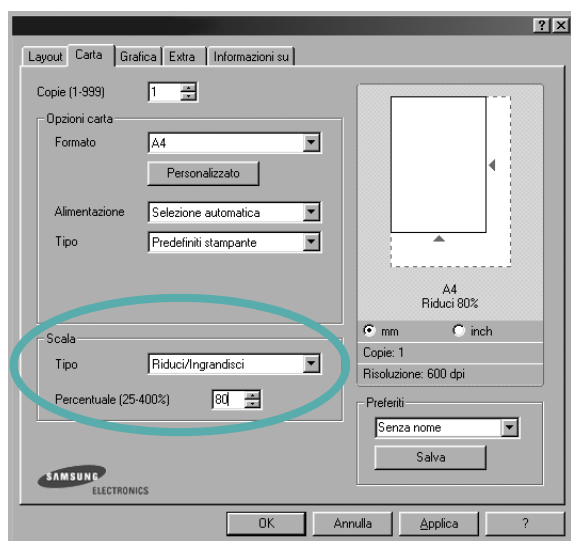 ? X
Layout Carta Grafica Extra Informazioni su
Copie (1-999) 1
Opzioni carta
Formato A4
Personalizzato
Alimentazione Selezione automatica
Tipo Predefiniti stampante
Scala
Tipo Riduci/Ingrandisci
Percentuale (25-400%) 80
SAMSUNG
ELECTRONICS
A4
Riduci 80%
mm inch
Copie: 1
Risoluzione: 600 dpi
Preferiti
Senza nome
Salva
OK Annulla Applica ?